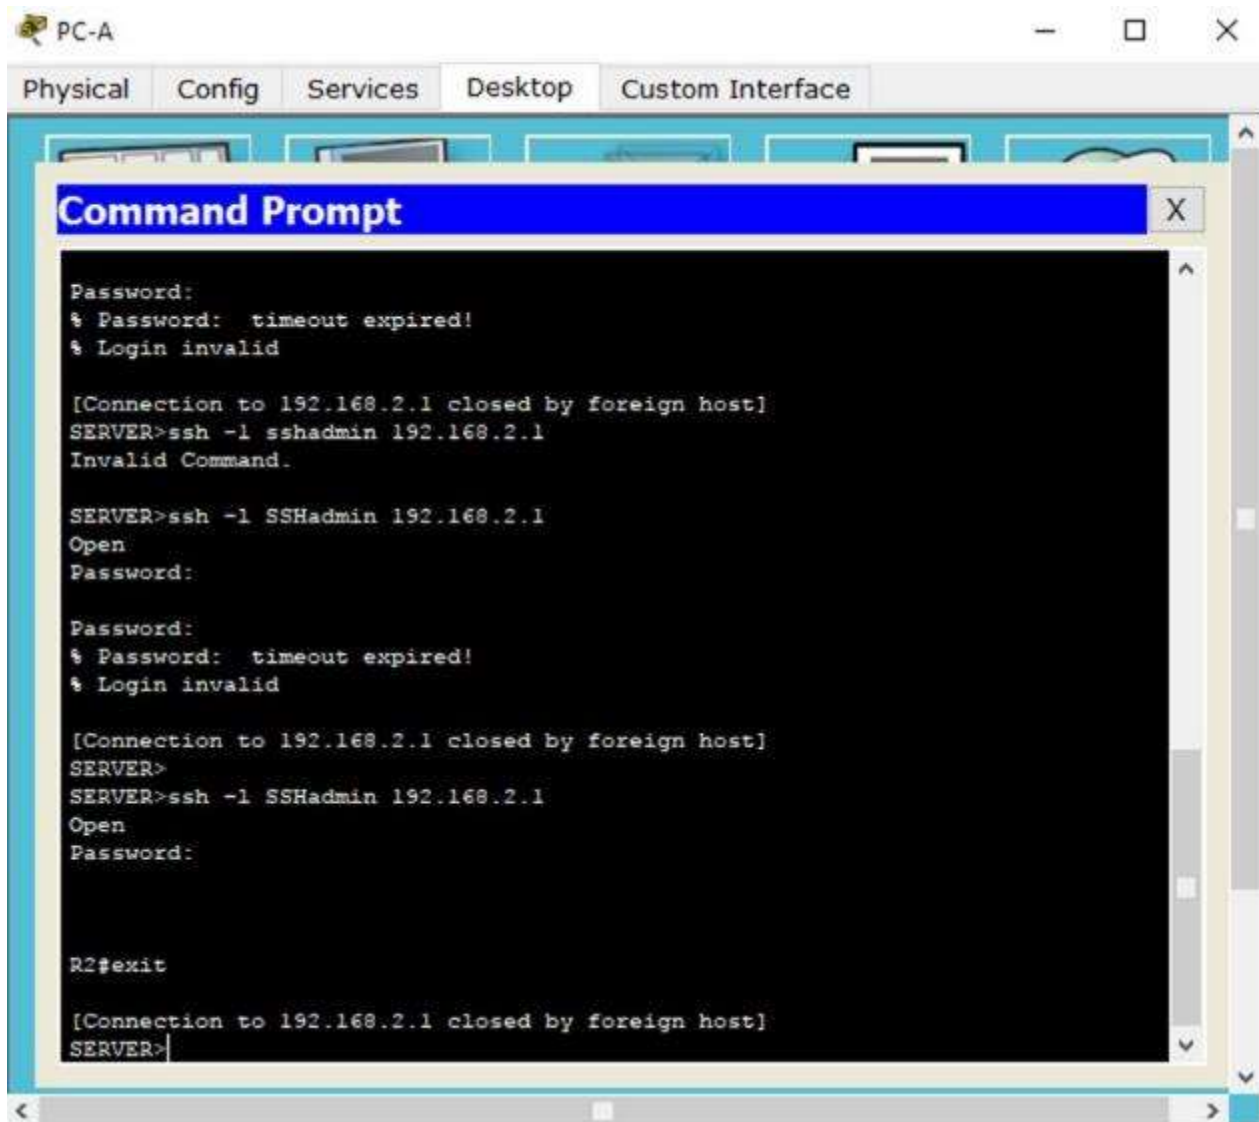 PC-A
Physical Config Services Desktop Custom Interface
Command Prompt
X
Password:
% Password:  timeout expired!
% Login invalid
[Connection to 192.168.2.1 closed by foreign host]
SERVER>ssh -l sshadmin 192.168.2.1
Invalid Command.
SERVER>ssh -l SSHadmin 192.168.2.1
Open
Password:
Password:
% Password:  timeout expired!
% Login invalid
[Connection to 192.168.2.1 closed by foreign host]
SERVER>
SERVER>ssh -l SSHadmin 192.168.2.1
Open
Password:
R2#exit
[Connection to 192.168.2.1 closed by foreign host]
SERVER>